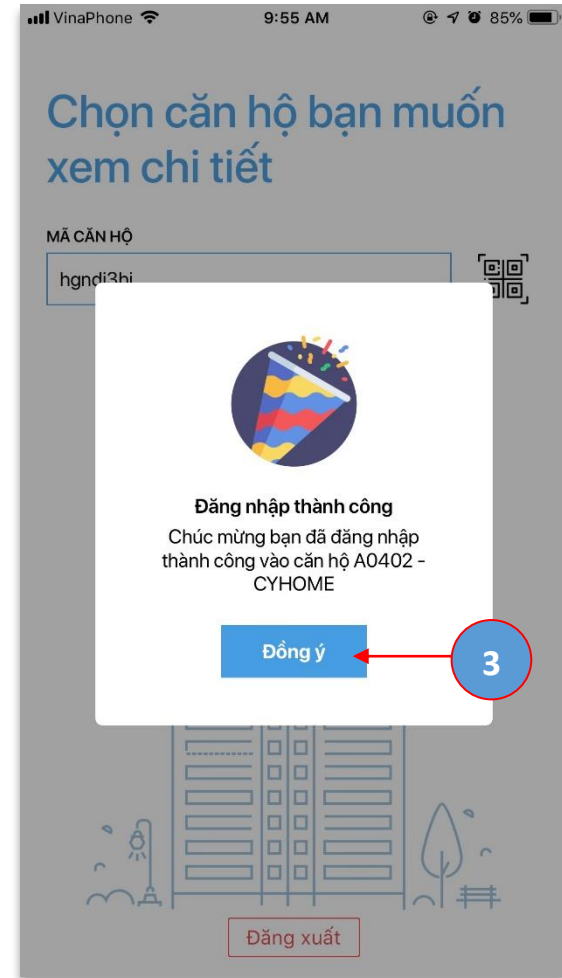 VinaPhone 9:55 AM 85%
Chọn căn hộ bạn muốn
xem chi tiết
MÃ CĂN HỘ
hgndi3hi
Đăng nhập thành công
Chúc mừng bạn đã đăng nhập
thành công vào căn hộ A0402 -
CYHOME
Đồng ý
3
Đăng xuất